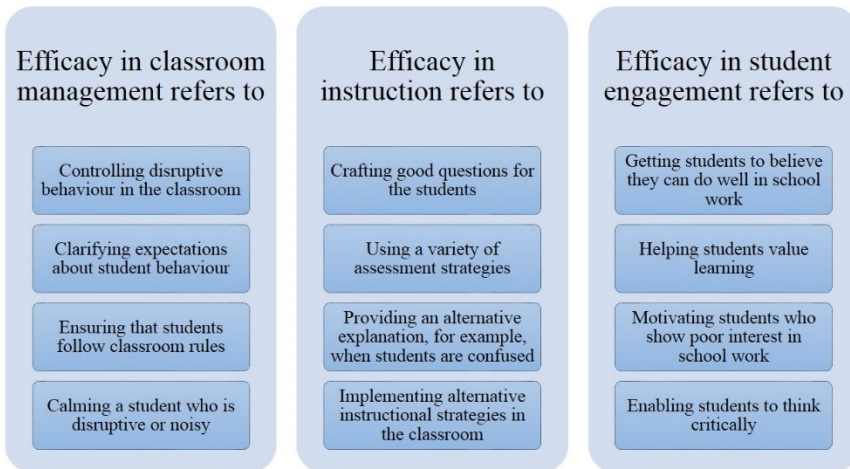 Efficacy in classroom
management refers to
Controlling disruptive
behaviour in the classroom
Clarifying expectations
about student behaviour
Ensuring that students
follow classroom rules
Calming a student who is
disruptive or noisy
Efficacy in
instruction refers to
Crafting good questions for
the students
Using a variety of
assessment strategies
Providing an alternative
explanation, for example,
when students are confused
Implementing alternative
instructional strategies in
the classroom
Efficacy in student
engagement refers to
Getting students to believe
they can do well in school
work
Helping students value
learning
Motivating students who
show poor interest in
school work
Enabling students to think
critically